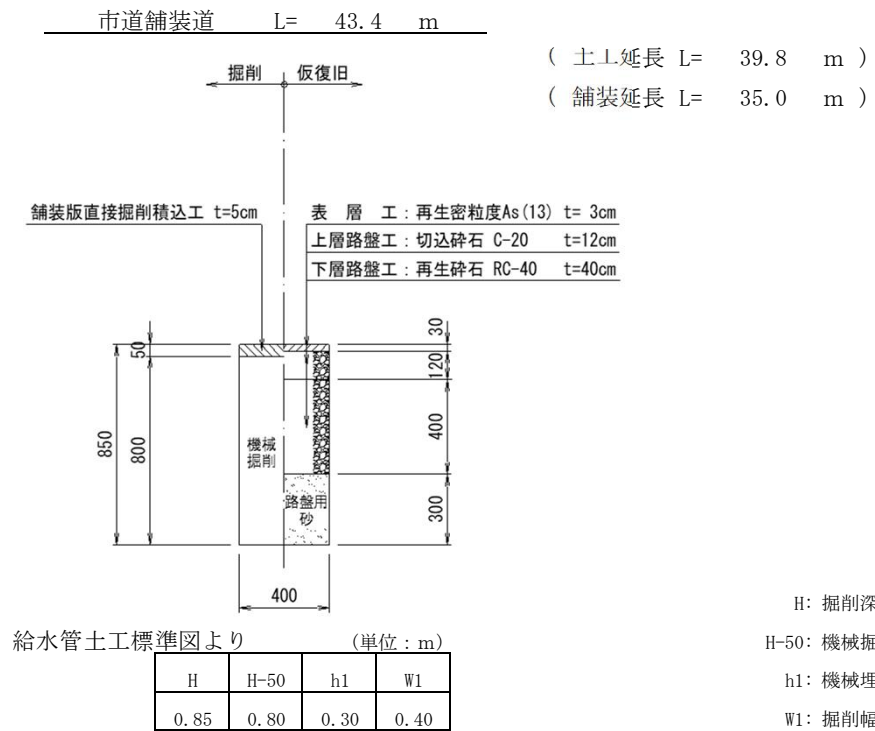 市道舗装道 L= 43.4 m
( 土工延長 L= 39.8 m )
( 舗装延長 L= 35.0 m )
掘削 仮復旧
舗装版直接掘削積込工 t=5cm
表 層 工：再生密粒度As(13) t= 3cm
上層路盤工：切込砕石 C-20 t=12cm
下層路盤工：再生砕石 RC-40 t=40cm
50
30
120
850
800
400
機械
掘削
路盤用
砂
300
400
H: 掘削深
給水管土工標準図より (単位：m)
H-50: 機械掘
H H-50 h1 W1
h1: 機械埋
0.85 0.80 0.30 0.40
W1: 掘削幅